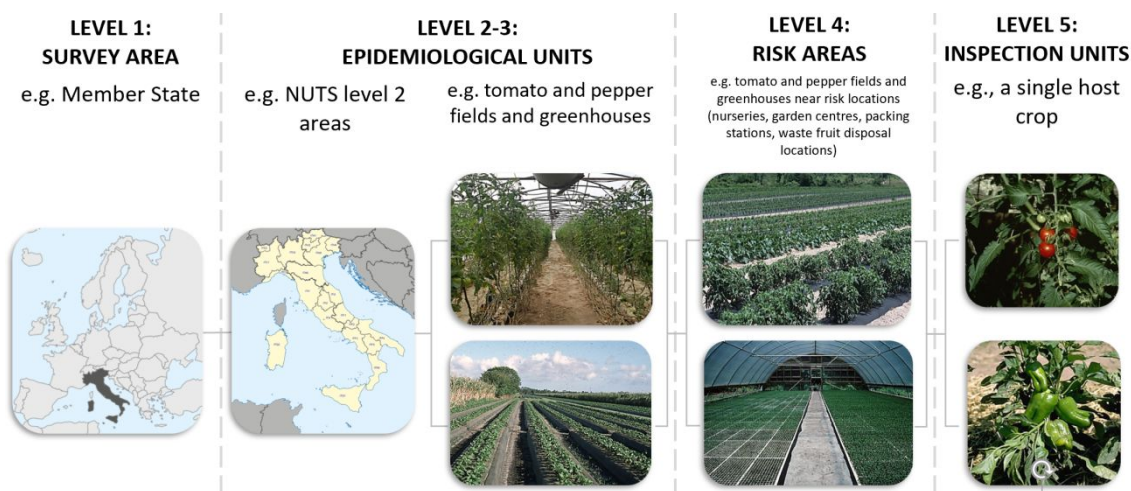 LEVEL 1:
SURVEY AREA
e.g. Member State
LEVEL 2-3:
EPIDEMIOLOGICAL UNITS
e.g. NUTS level 2
areas
e.g. tomato and pepper
fields and greenhouses
LEVEL 4:
RISK AREAS
e.g. tomato and pepper fields and
greenhouses near risk locations
(nurseries, garden centres, packing
stations, waste fruit disposal
locations)
LEVEL 5:
INSPECTION UNITS
e.g., a single host
crop